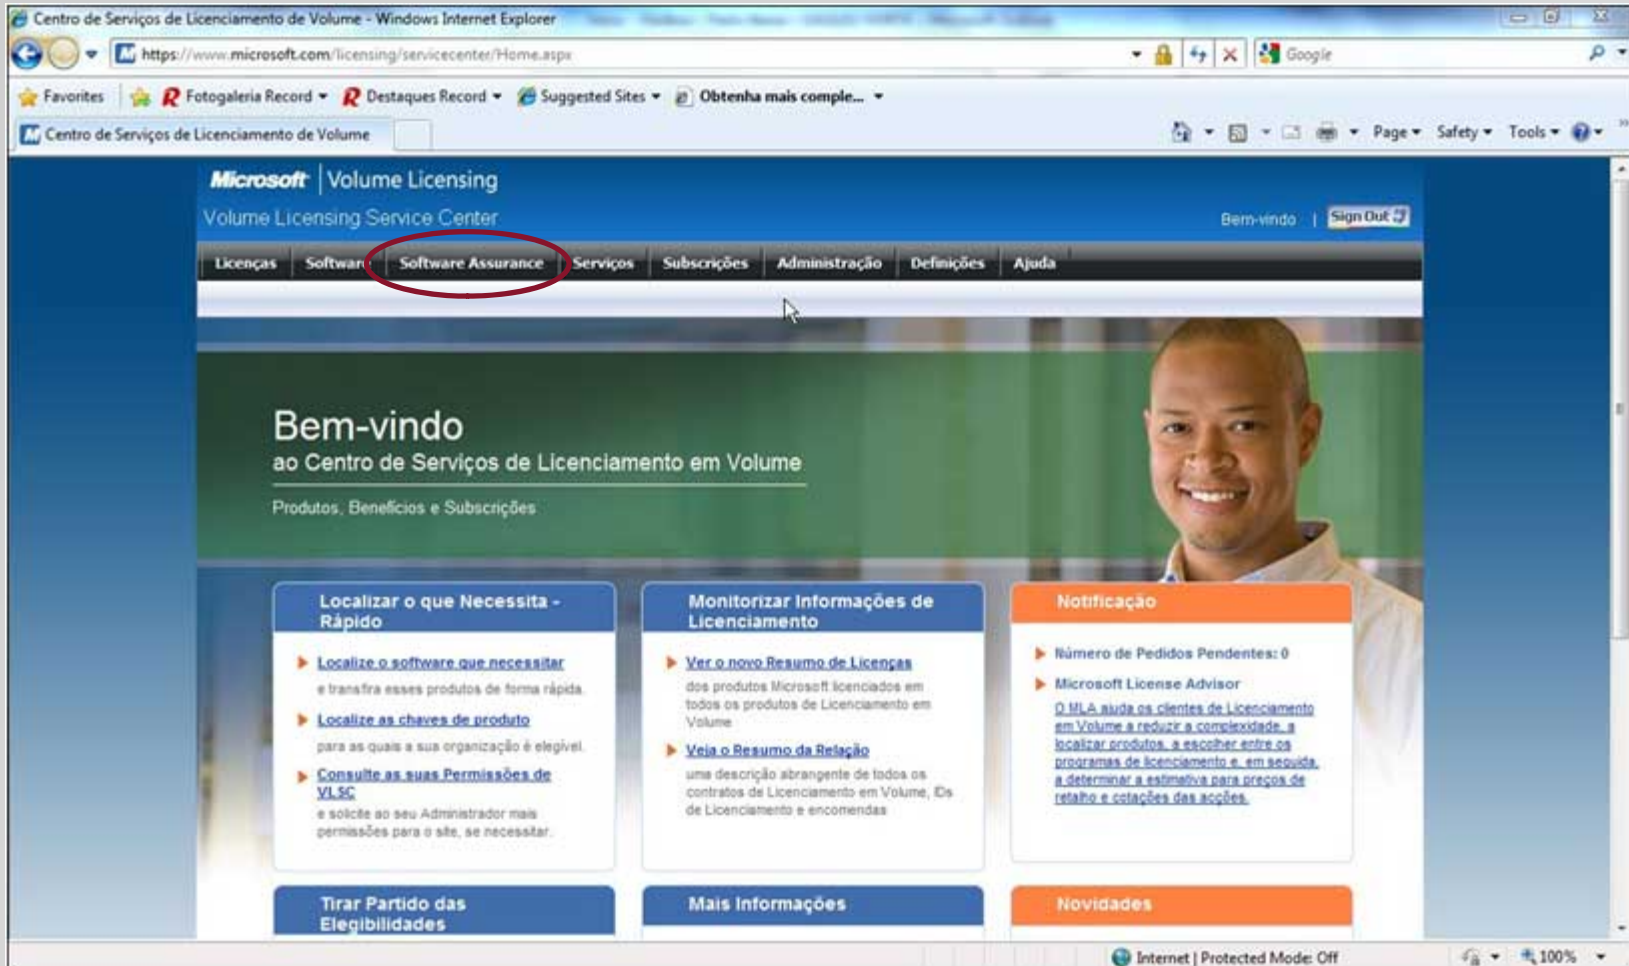 Centro de Serviços de Licenciamento de Volume - Windows Internet Explorer
https://www.microsoft.com/licensing/servicecenter/Home.aspx
Google
Favorites
Fotogaleria Record
Destaques Record
Suggested Sites
Obtenha mais comple...
Centro de Serviços de Licenciamento de Volume
Page
Safety
Tools
Microsoft | Volume Licensing
Volume Licensing Service Center
Bem-vindo | Sign Out
Licenças
Software
Software Assurance
Serviços
Subscrições
Administração
Definições
Ajuda
Bem-vindo
ao Centro de Serviços de Licenciamento em Volume
Produtos, Benefícios e Subscrições
Localizar o que Necessita -
Rápido
Localize o software que necessitar
e transfira esses produtos de forma rápida.
Localize as chaves de produto
para as quais a sua organização é elegível.
Consulte as suas Permissões de
VLSC
e solicite ao seu Administrador mais
permissões para o site, se necessitar.
Monitorizar Informações de
Licenciamento
Ver o novo Resumo de Licenças
dos produtos Microsoft licenciados em
todos os produtos de Licenciamento em
Volume
Veja o Resumo da Relação
uma descrição abrangente de todos os
contratos de Licenciamento em Volume, IDs
de Licenciamento e encomendas
Notificação
Número de Pedidos Pendentes: 0
Microsoft License Advisor
O MLA ajuda os clientes de Licenciamento
em Volume a reduzir a complexidade, a
localizar produtos, a escolher entre os
programas de licenciamento e, em seguida,
a determinar a estimativa para preços de
retalho e cotações das acções.
Tirar Partido das
Elegibilidades
Mais Informações
Novidades
Internet | Protected Mode: Off
100%